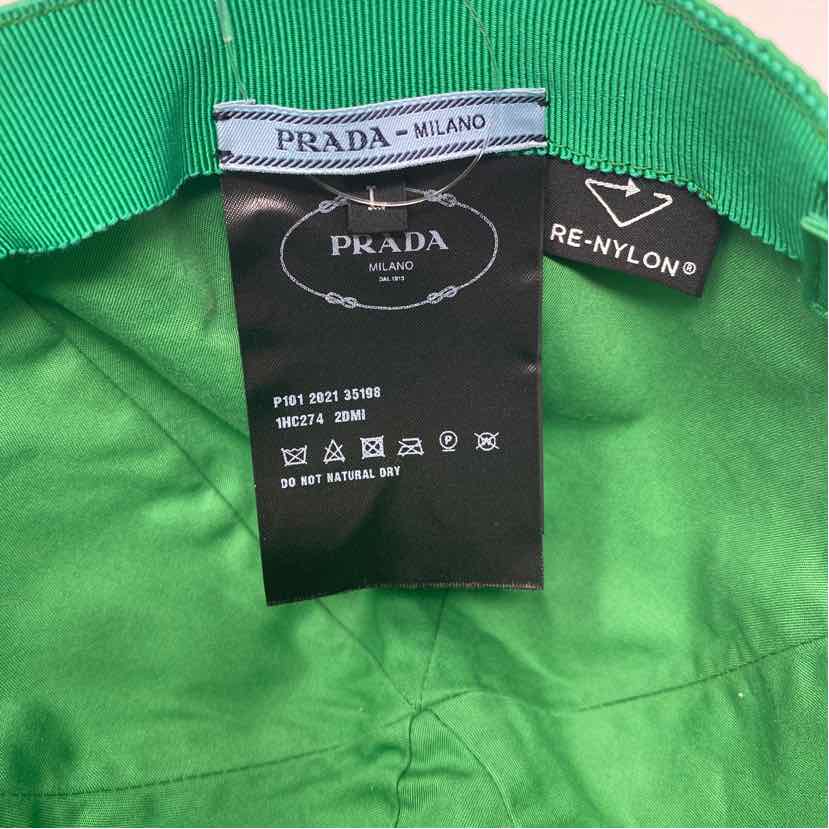 PRADA - MILANO
L
PRADA
MILANO
DAL 1913
RE-NYLON®
P101 2021 35198
1HC274 2DMI
P W
DO NOT NATURAL DRY